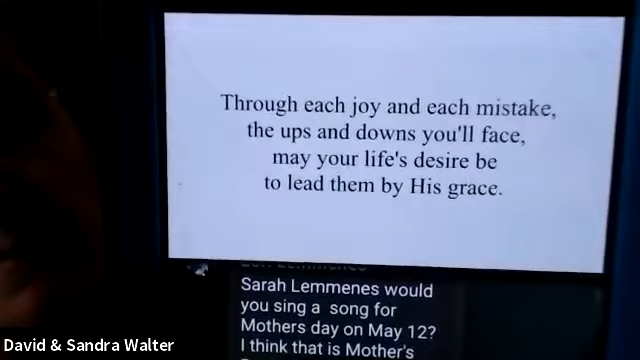 Through each joy and each mistake,
the ups and downs you'll face,
may your life's desire be
to lead them by His grace.
Sarah Lemmenes would
you sing a song for
Mothers day on May 12?
I think that is Mother's
David & Sandra Walter